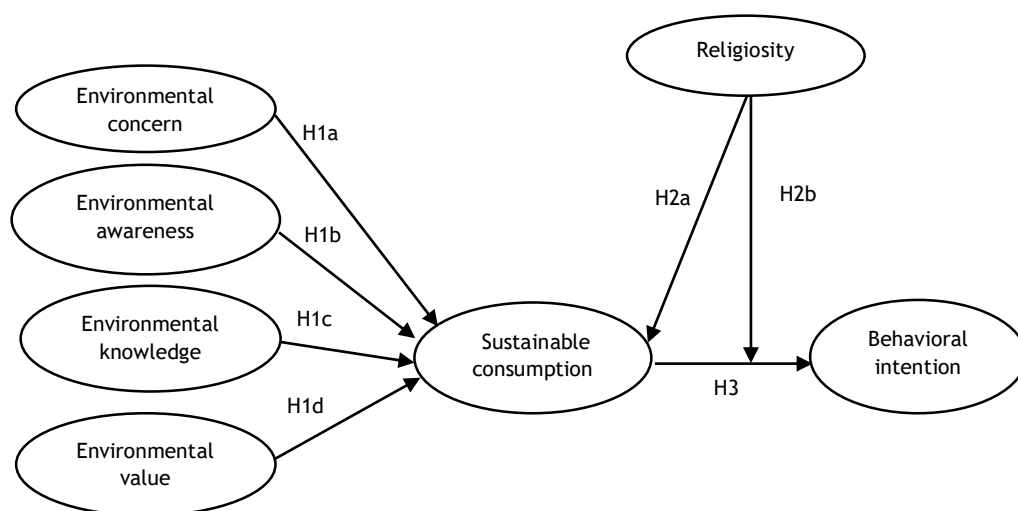 Religiosity
Environmental
concern
H1a
H2a
H2b
Environmental
awareness
H1b
Environmental
knowledge
H1c
Sustainable
consumption
H3
Behavioral
intention
H1d
Environmental
value